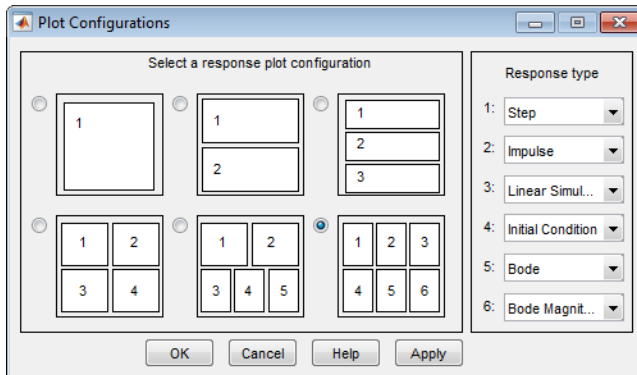 Plot Configurations
Select a response plot configuration
1
1
2
1
2
3
1 2
3 4
1 2
3 4 5
1 2 3
4 5 6
Response type
1: Step
2: Impulse
3: Linear Simul...
4: Initial Condition
5: Bode
6: Bode Magnit...
OK Cancel Help Apply